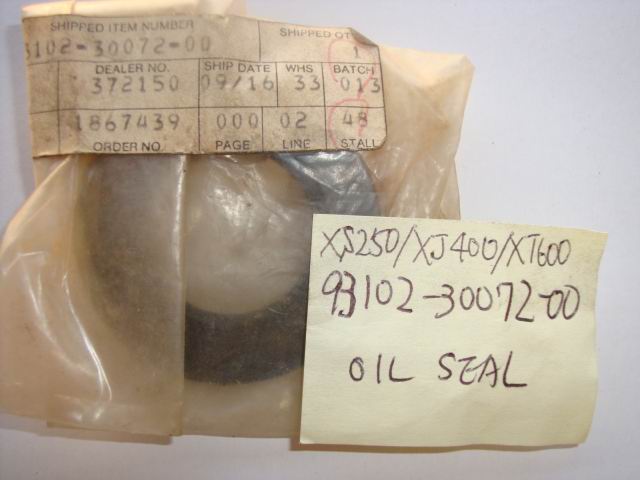 SHIPPED ITEM NUMBER SHIPPED QT
3102-30072-00 1
DEALER NO. SHIP DATE WHS BATCH
372150 09/16 33 013
1867439 000 02 48
ORDER NO. PAGE LINE STALL
XS250/XJ400/XT600
93102-30072-00
OIL SEAL